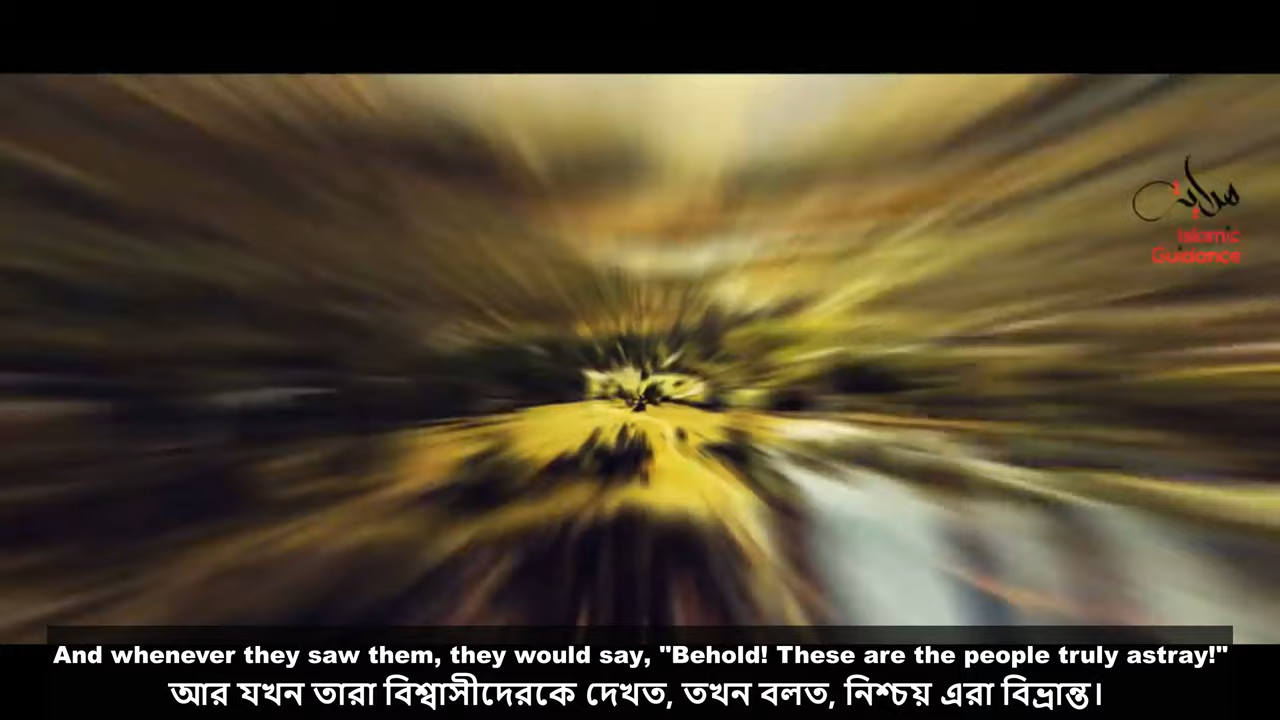 هداية
Islamic
Guidance
And whenever they saw them, they would say, "Behold! These are the people truly astray!"
আর যখন তারা বিশ্বাসীদেরকে দেখত, তখন বলত, নিশ্চয় এরা বিভ্রান্ত।